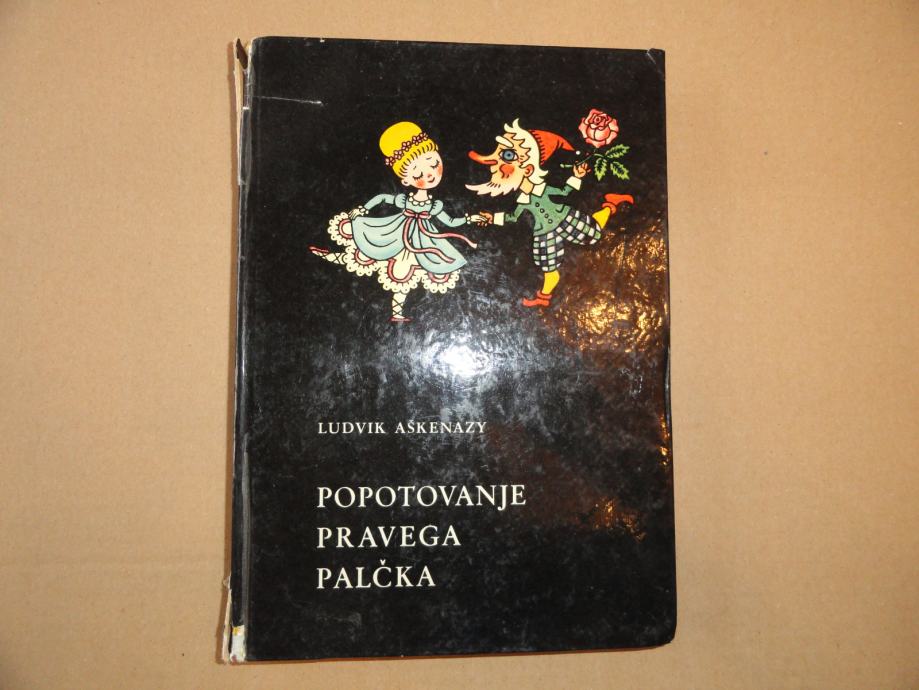 LUDVIK AŠKENAZY
POPOTOVANJE
PRAVEGA
PALČKA